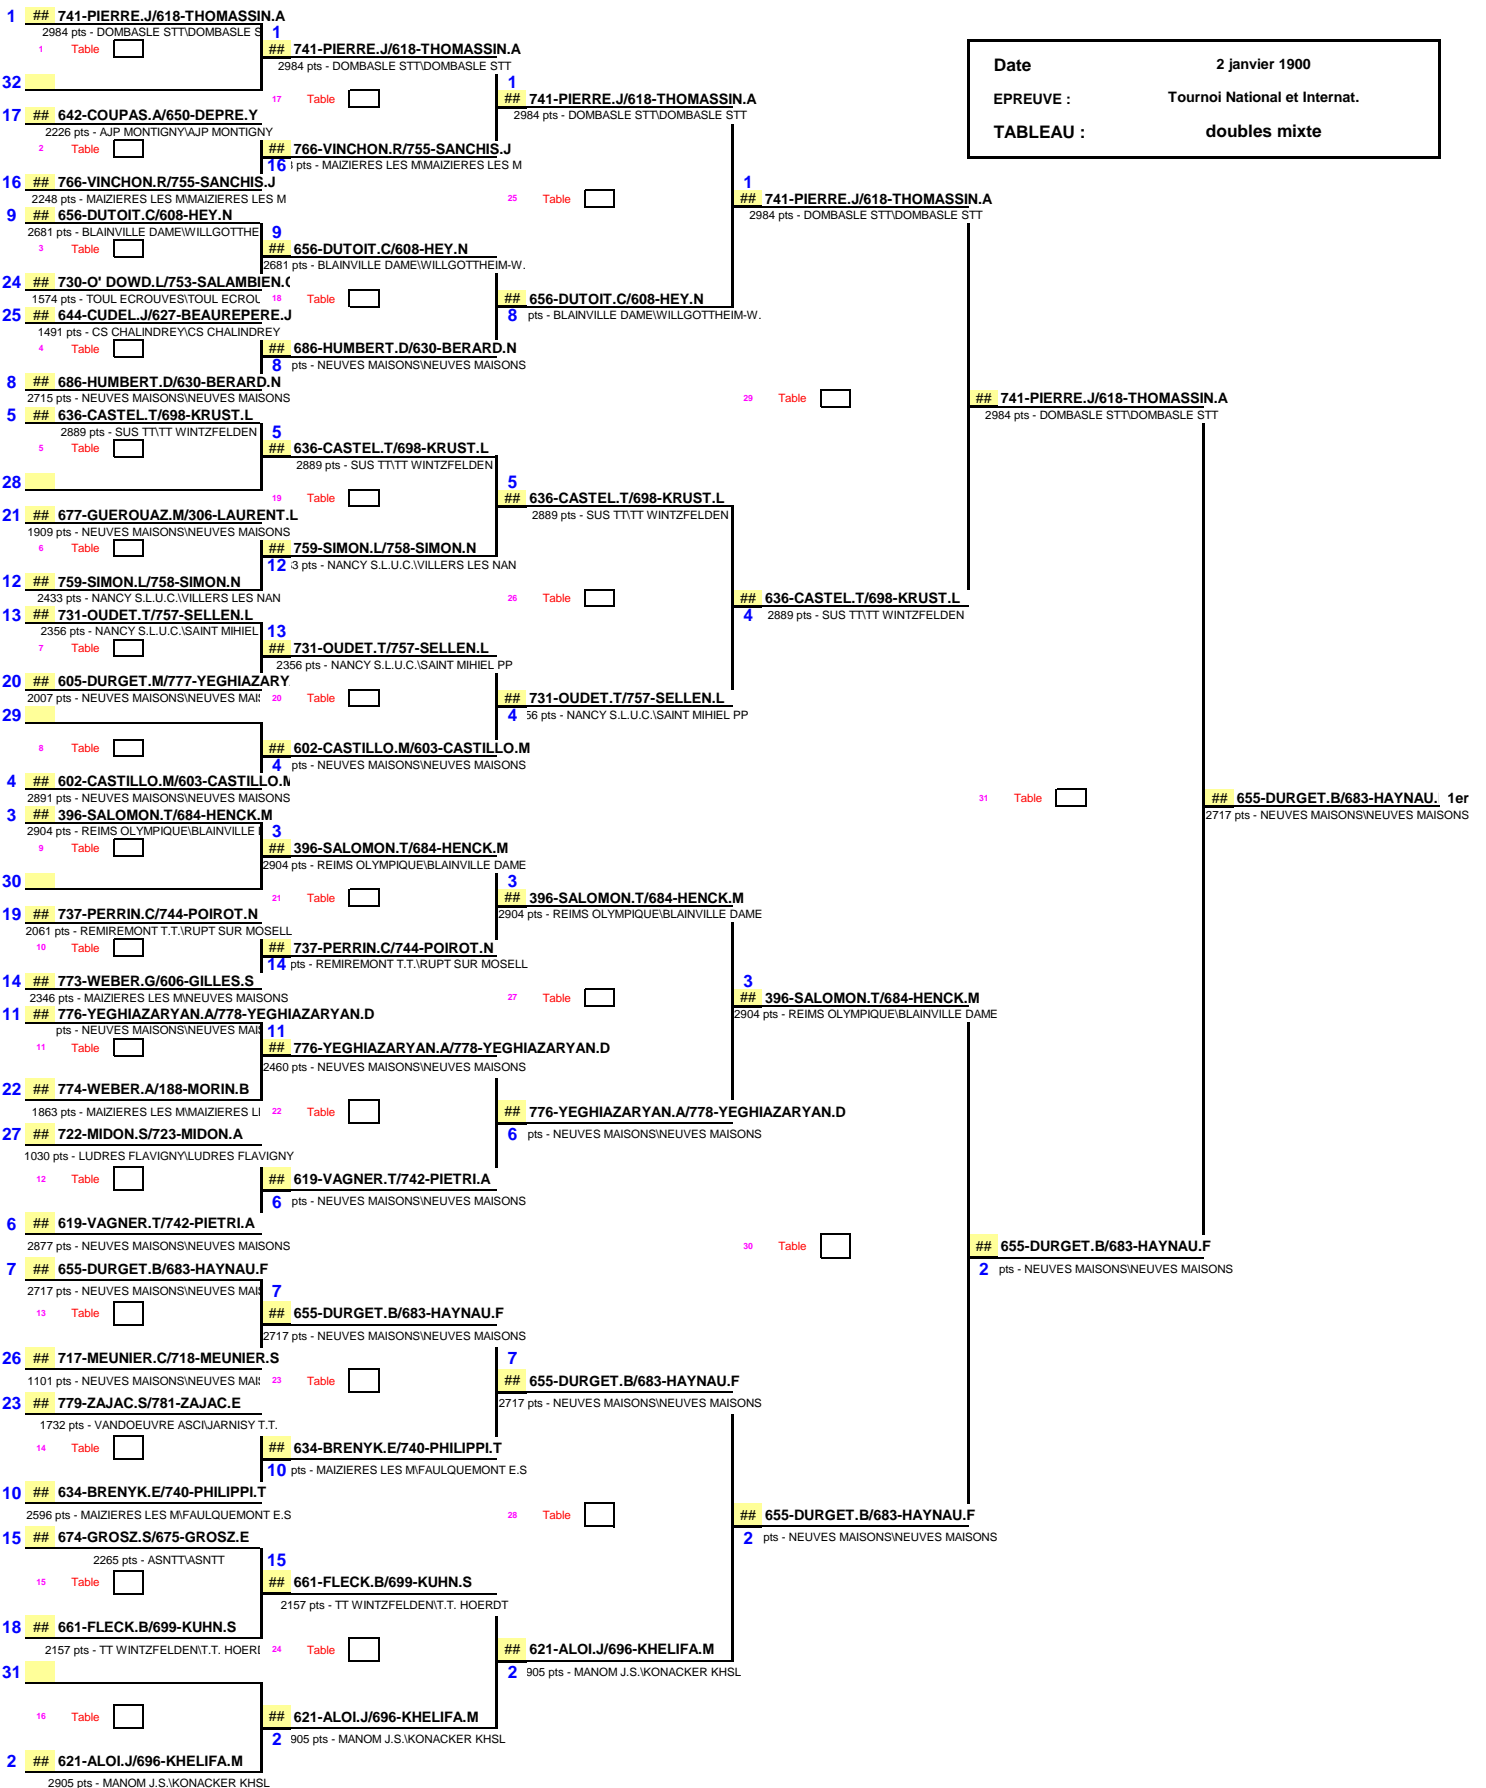 Date 2 janvier 1900
EPREUVE : Tournoi National et Internat.
TABLEAU : doubles mixte
1 ## 741-PIERRE.J/618-THOMASSIN.A
2984 pts - DOMBASLE STT\DOMBASLE S
1 Table
32
17 ## 642-COUPAS.A/650-DEPRE.Y
2226 pts - AJP MONTIGNY\AJP MONTIGNY
2 Table
16 ## 766-VINCHON.R/755-SANCHIS.J
2248 pts - MAIZIERES LES M\MAIZIERES LES M
9 ## 656-DUTOIT.C/608-HEY.N
2681 pts - BLAINVILLE DAME\WILLGOTTHE
3 Table
24 ## 730-O' DOWD.L/753-SALAMBIEN.
1574 pts - TOUL ECROUVES\TOUL ECROU
25 ## 644-CUDEL.J/627-BEAUREPERE.J
1491 pts - CS CHALINDREY\CS CHALINDREY
4 Table
8 ## 686-HUMBERT.D/630-BERARD.N
2715 pts - NEUVES MAISONS\NEUVES MAISONS
5 ## 636-CASTEL.T/698-KRUST.L
2889 pts - SUS TT\TT WINTZFELDEN
5 Table
28
21 ## 677-GUEROUAZ.M/306-LAURENT.L
1909 pts - NEUVES MAISONS\NEUVES MAISONS
6 Table
12 ## 759-SIMON.L/758-SIMON.N
2433 pts - NANCY S.L.U.C.\VILLERS LES NAN
13 ## 731-OUDET.T/757-SELLEN.L
2356 pts - NANCY S.L.U.C.\SAINT MIHIEL
7 Table
20 ## 605-DURGET.M/777-YEGHIAZARY
2007 pts - NEUVES MAISONS\NEUVES MAI
29
8 Table
4 ## 602-CASTILLO.M/603-CASTILLO.M
2891 pts - NEUVES MAISONS\NEUVES MAISONS
3 ## 396-SALOMON.T/684-HENCK.M
2904 pts - REIMS OLYMPIQUE\BLAINVILLE
9 Table
30
19 ## 737-PERRIN.C/744-POIROT.N
2061 pts - REMIREMONT T.T.\RUPT SUR MOSELL
10 Table
14 ## 773-WEBER.G/606-GILLES.S
2346 pts - MAIZIERES LES M\NEUVES MAISONS
11 ## 776-YEGHIAZARYAN.A/778-YEGHIAZARYAN.D
pts - NEUVES MAISONS\NEUVES MAIS
11 Table
22 ## 774-WEBER.A/188-MORIN.B
1863 pts - MAIZIERES LES M\MAIZIERES L
27 ## 722-MIDON.S/723-MIDON.A
1030 pts - LUDRES FLAVIGNY\LUDRES FLAVIGNY
12 Table
6 ## 619-VAGNER.T/742-PIETRI.A
2877 pts - NEUVES MAISONS\NEUVES MAISONS
7 ## 655-DURGET.B/683-HAYNAU.F
2717 pts - NEUVES MAISONS\NEUVES MAIS
13 Table
26 ## 717-MEUNIER.C/718-MEUNIER.S
1101 pts - NEUVES MAISONS\NEUVES MAI
23 ## 779-ZAJAC.S/781-ZAJAC.E
1732 pts - VANDOEUVRE ASC\JARNISY T.T.
14 Table
10 ## 634-BRENYK.E/740-PHILIPPI.T
2596 pts - MAIZIERES LES M\FAULQUEMONT E.S
15 ## 674-GROSZ.S/675-GROSZ.E
2265 pts - ASNTT\ASNTT
15 Table
18 ## 661-FLECK.B/699-KUHN.S
2157 pts - TT WINTZFELDEN\T.T. HOER
31
16 Table
2 ## 621-ALOI.J/696-KHELIFA.M
2905 pts - MANOM J.S.\KONACKER KHSL
1
## 741-PIERRE.J/618-THOMASSIN.A
2984 pts - DOMBASLE STT\DOMBASLE STT
17 Table
## 766-VINCHON.R/755-SANCHIS.J
16 pts - MAIZIERES LES M\MAIZIERES LES M
9
## 656-DUTOIT.C/608-HEY.N
2681 pts - BLAINVILLE DAME\WILLGOTTHEIM-W.
18 Table
## 686-HUMBERT.D/630-BERARD.N
8 pts - NEUVES MAISONS\NEUVES MAISONS
5
## 636-CASTEL.T/698-KRUST.L
2889 pts - SUS TT\TT WINTZFELDEN
19 Table
## 759-SIMON.L/758-SIMON.N
12 3 pts - NANCY S.L.U.C.\VILLERS LES NAN
13
## 731-OUDET.T/757-SELLEN.L
2356 pts - NANCY S.L.U.C.\SAINT MIHIEL PP
20 Table
## 602-CASTILLO.M/603-CASTILLO.M
4 pts - NEUVES MAISONS\NEUVES MAISONS
3
## 396-SALOMON.T/684-HENCK.M
2904 pts - REIMS OLYMPIQUE\BLAINVILLE DAME
21 Table
## 737-PERRIN.C/744-POIROT.N
14 pts - REMIREMONT T.T.\RUPT SUR MOSELL
11
## 776-YEGHIAZARYAN.A/778-YEGHIAZARYAN.D
2460 pts - NEUVES MAISONS\NEUVES MAISONS
22 Table
## 619-VAGNER.T/742-PIETRI.A
6 pts - NEUVES MAISONS\NEUVES MAISONS
7
## 655-DURGET.B/683-HAYNAU.F
2717 pts - NEUVES MAISONS\NEUVES MAISONS
23 Table
## 634-BRENYK.E/740-PHILIPPI.T
10 pts - MAIZIERES LES M\FAULQUEMONT E.S
15
## 661-FLECK.B/699-KUHN.S
2157 pts - TT WINTZFELDEN\T.T. HOERDT
24 Table
## 621-ALOI.J/696-KHELIFA.M
2 905 pts - MANOM J.S.\KONACKER KHSL
1
## 741-PIERRE.J/618-THOMASSIN.A
2984 pts - DOMBASLE STT\DOMBASLE STT
25 Table
## 656-DUTOIT.C/608-HEY.N
8 pts - BLAINVILLE DAME\WILLGOTTHEIM-W.
5
## 636-CASTEL.T/698-KRUST.L
2889 pts - SUS TT\TT WINTZFELDEN
26 Table
## 731-OUDET.T/757-SELLEN.L
4 56 pts - NANCY S.L.U.C.\SAINT MIHIEL PP
3
## 396-SALOMON.T/684-HENCK.M
2904 pts - REIMS OLYMPIQUE\BLAINVILLE DAME
27 Table
## 776-YEGHIAZARYAN.A/778-YEGHIAZARYAN.D
6 pts - NEUVES MAISONS\NEUVES MAISONS
7
## 655-DURGET.B/683-HAYNAU.F
2717 pts - NEUVES MAISONS\NEUVES MAISONS
28 Table
## 621-ALOI.J/696-KHELIFA.M
2 905 pts - MANOM J.S.\KONACKER KHSL
1
## 741-PIERRE.J/618-THOMASSIN.A
2984 pts - DOMBASLE STT\DOMBASLE STT
29 Table
## 636-CASTEL.T/698-KRUST.L
4 2889 pts - SUS TT\TT WINTZFELDEN
3
## 396-SALOMON.T/684-HENCK.M
2904 pts - REIMS OLYMPIQUE\BLAINVILLE DAME
30 Table
## 655-DURGET.B/683-HAYNAU.F
2 pts - NEUVES MAISONS\NEUVES MAISONS
## 741-PIERRE.J/618-THOMASSIN.A
2984 pts - DOMBASLE STT\DOMBASLE STT
31 Table
## 655-DURGET.B/683-HAYNAU.F
2 pts - NEUVES MAISONS\NEUVES MAISONS
## 655-DURGET.B/683-HAYNAU. 1er
2717 pts - NEUVES MAISONS\NEUVES MAISONS